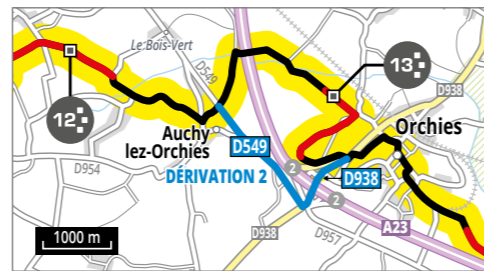 Le Bois-Vert
D549
13
D938
12
Auchy
lez-Orchies
Orchies
D549
D954
DÉRIVATION 2
2
D938
2
1000 m
D938
D957
A23